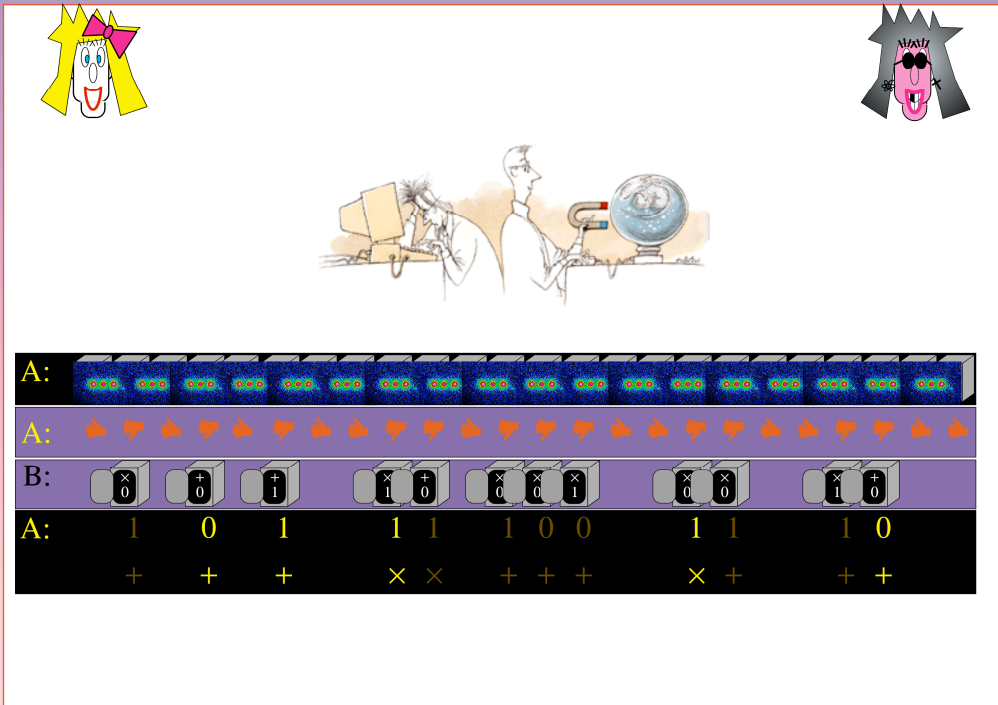 A:
A:
B: × + + × + × × × × × × +
0 0 1 1 0 0 0 1 0 0 1 0
A: 1 0 1 1 1 1 0 0 1 1 1 0
+ + + × × + + + × + + +